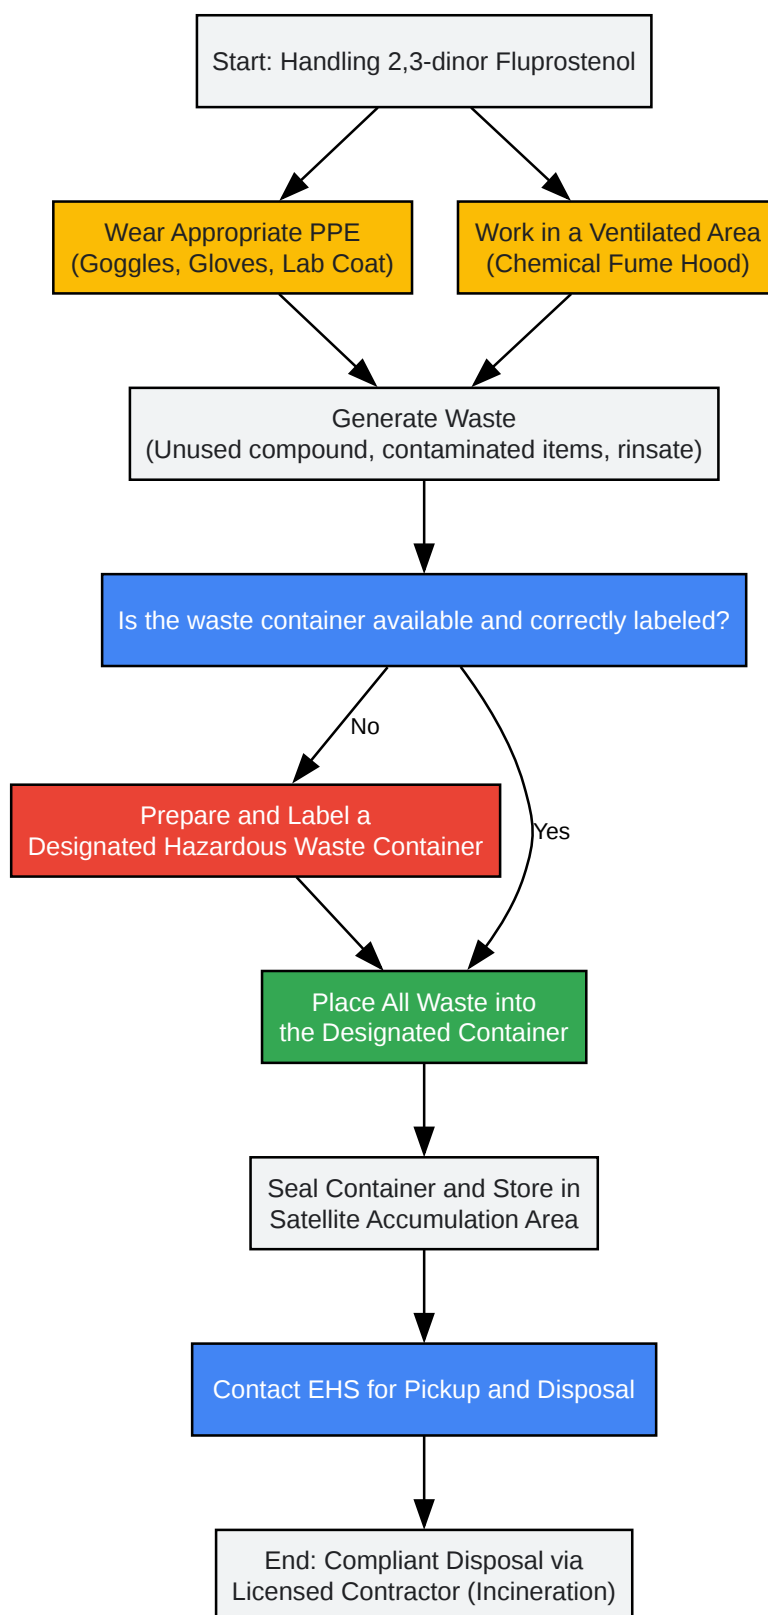 Start: Handling 2,3-dinor Fluprostenol
Wear Appropriate PPE
(Goggles, Gloves, Lab Coat)
Work in a Ventilated Area
(Chemical Fume Hood)
Generate Waste
(Unused compound, contaminated items, rinsate)
Is the waste container available and correctly labeled?
No
Prepare and Label a
Designated Hazardous Waste Container
Yes
Place All Waste into
the Designated Container
Seal Container and Store in
Satellite Accumulation Area
Contact EHS for Pickup and Disposal
End: Compliant Disposal via
Licensed Contractor (Incineration)